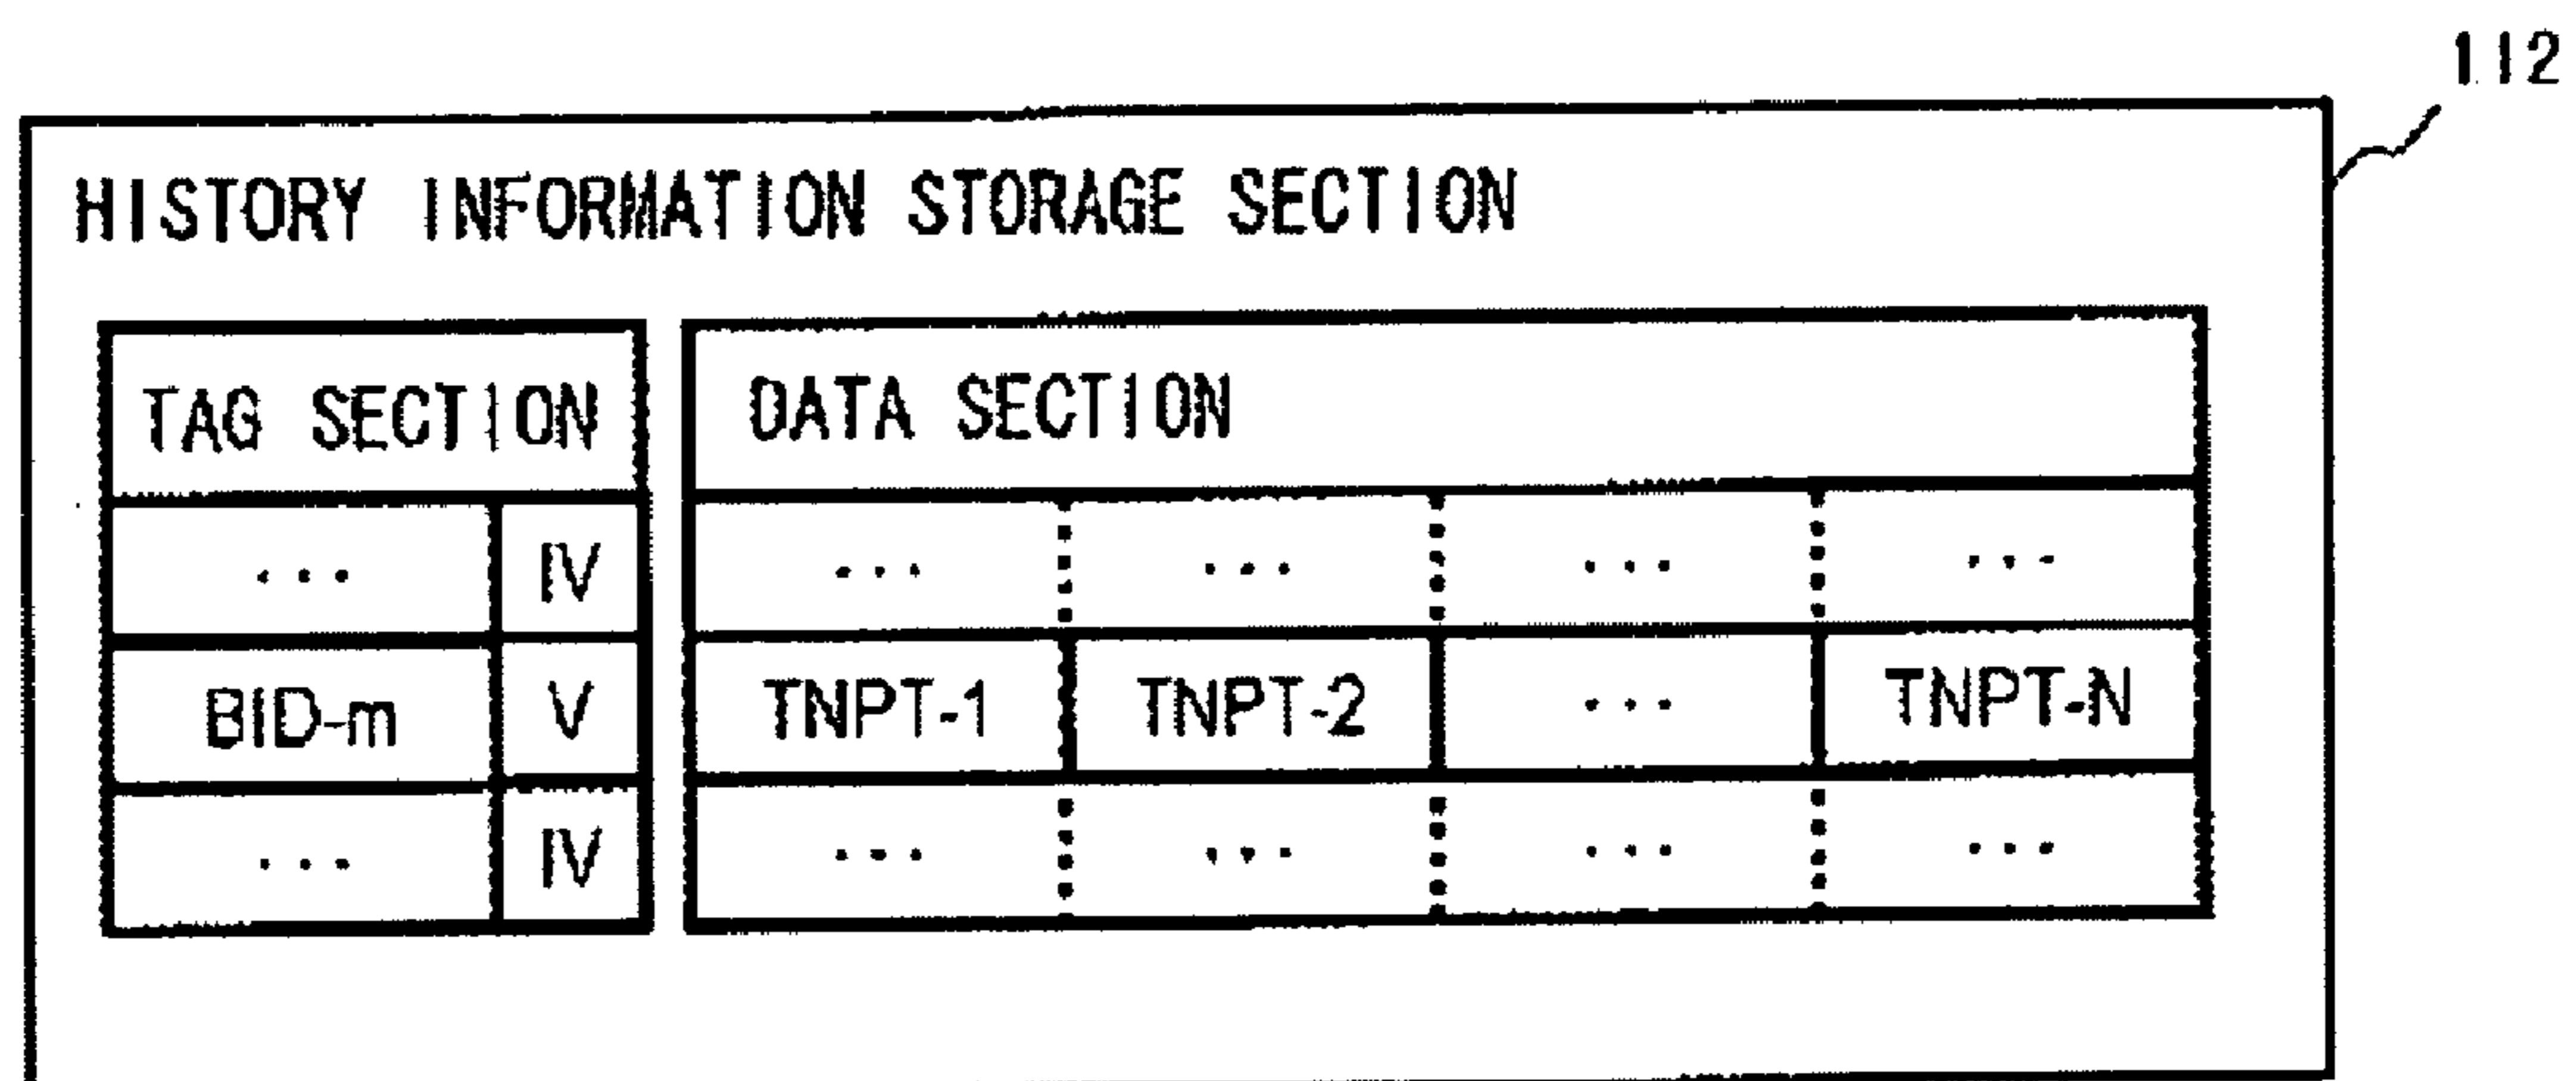 112
HISTORY INFORMATION STORAGE SECTION
TAG SECTION DATA SECTION
... IV ... ... ... ...
BID-m V TNPT-1 TNPT-2 ... TNPT-N
... IV ... ... ... ...